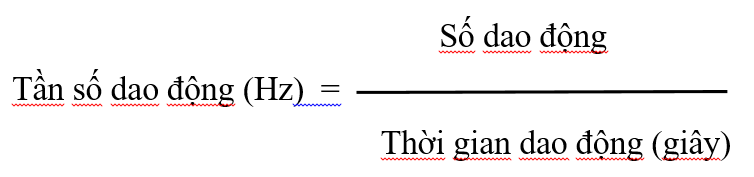 Số dao động
Tần số dao động (Hz) =
Thời gian dao động (giây)